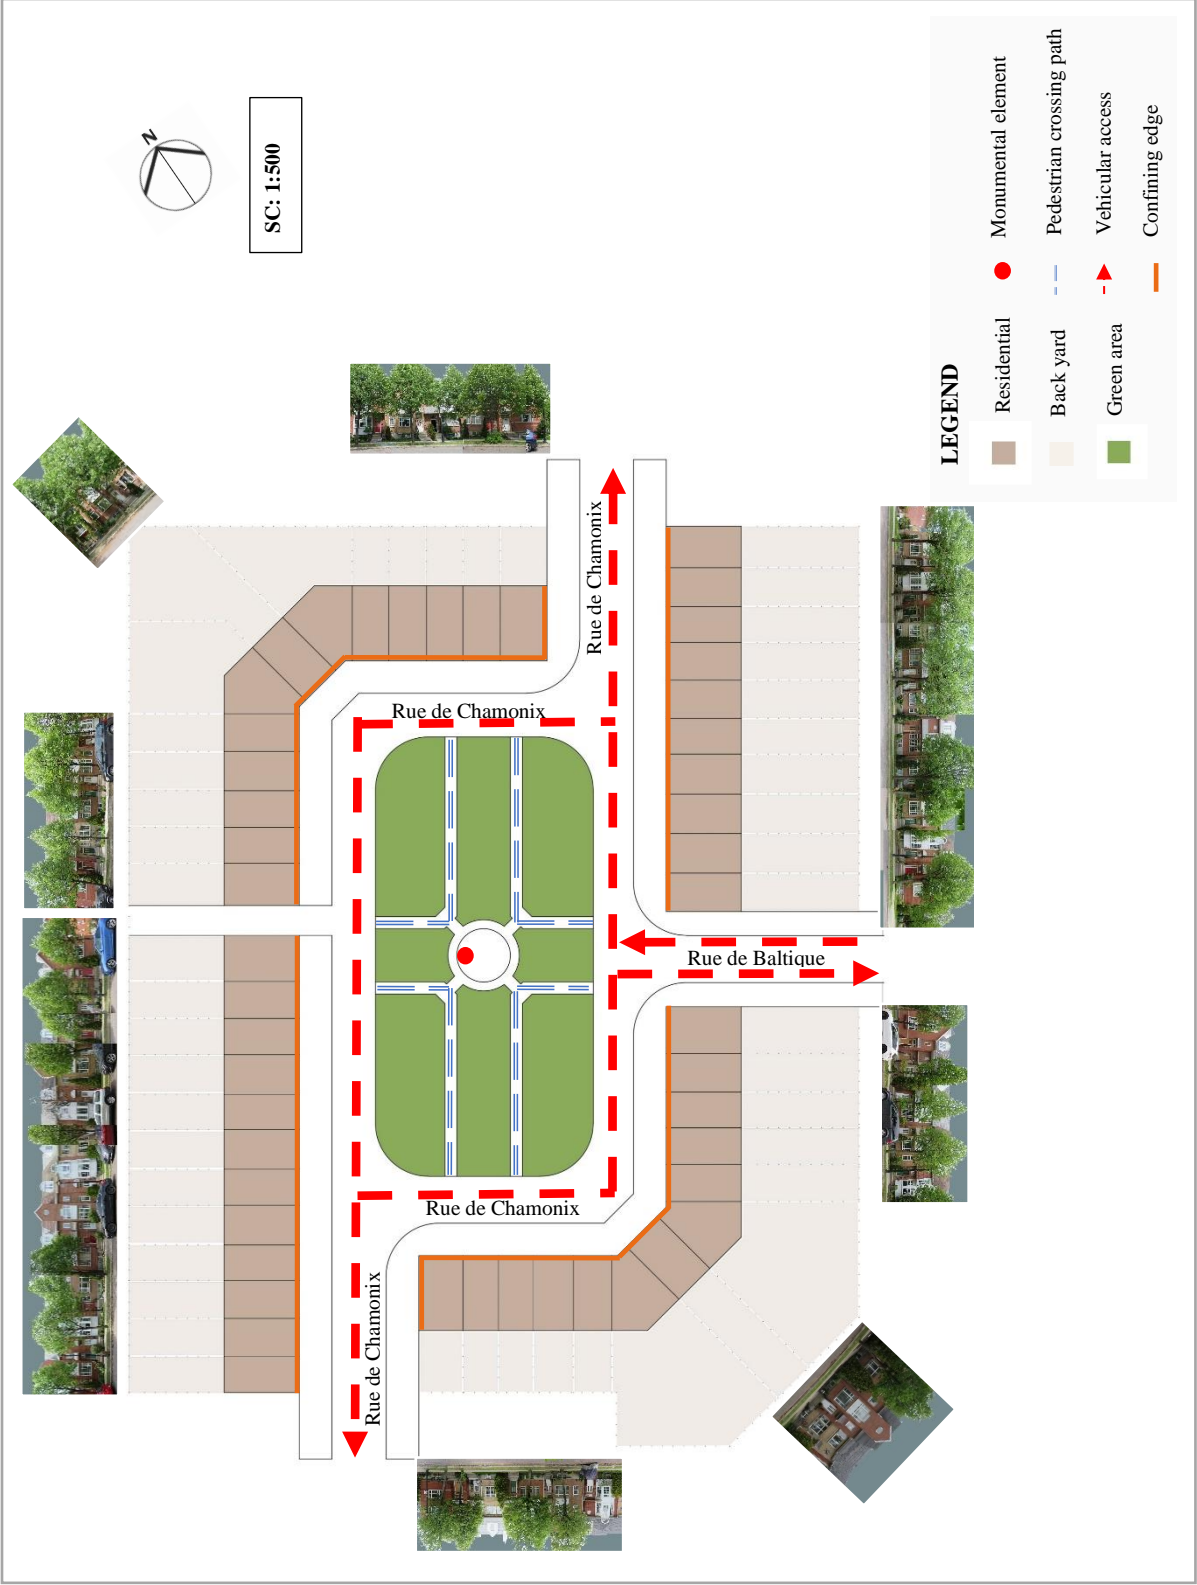 N
SC: 1:500
LEGEND
Residential
Back yard
Green area
Monumental element
Pedestrian crossing path
Vehicular access
Confining edge
Rue de Chamonix
Rue de Chamonix
Rue de Baltique
Rue de Chamonix
Rue de Chamonix